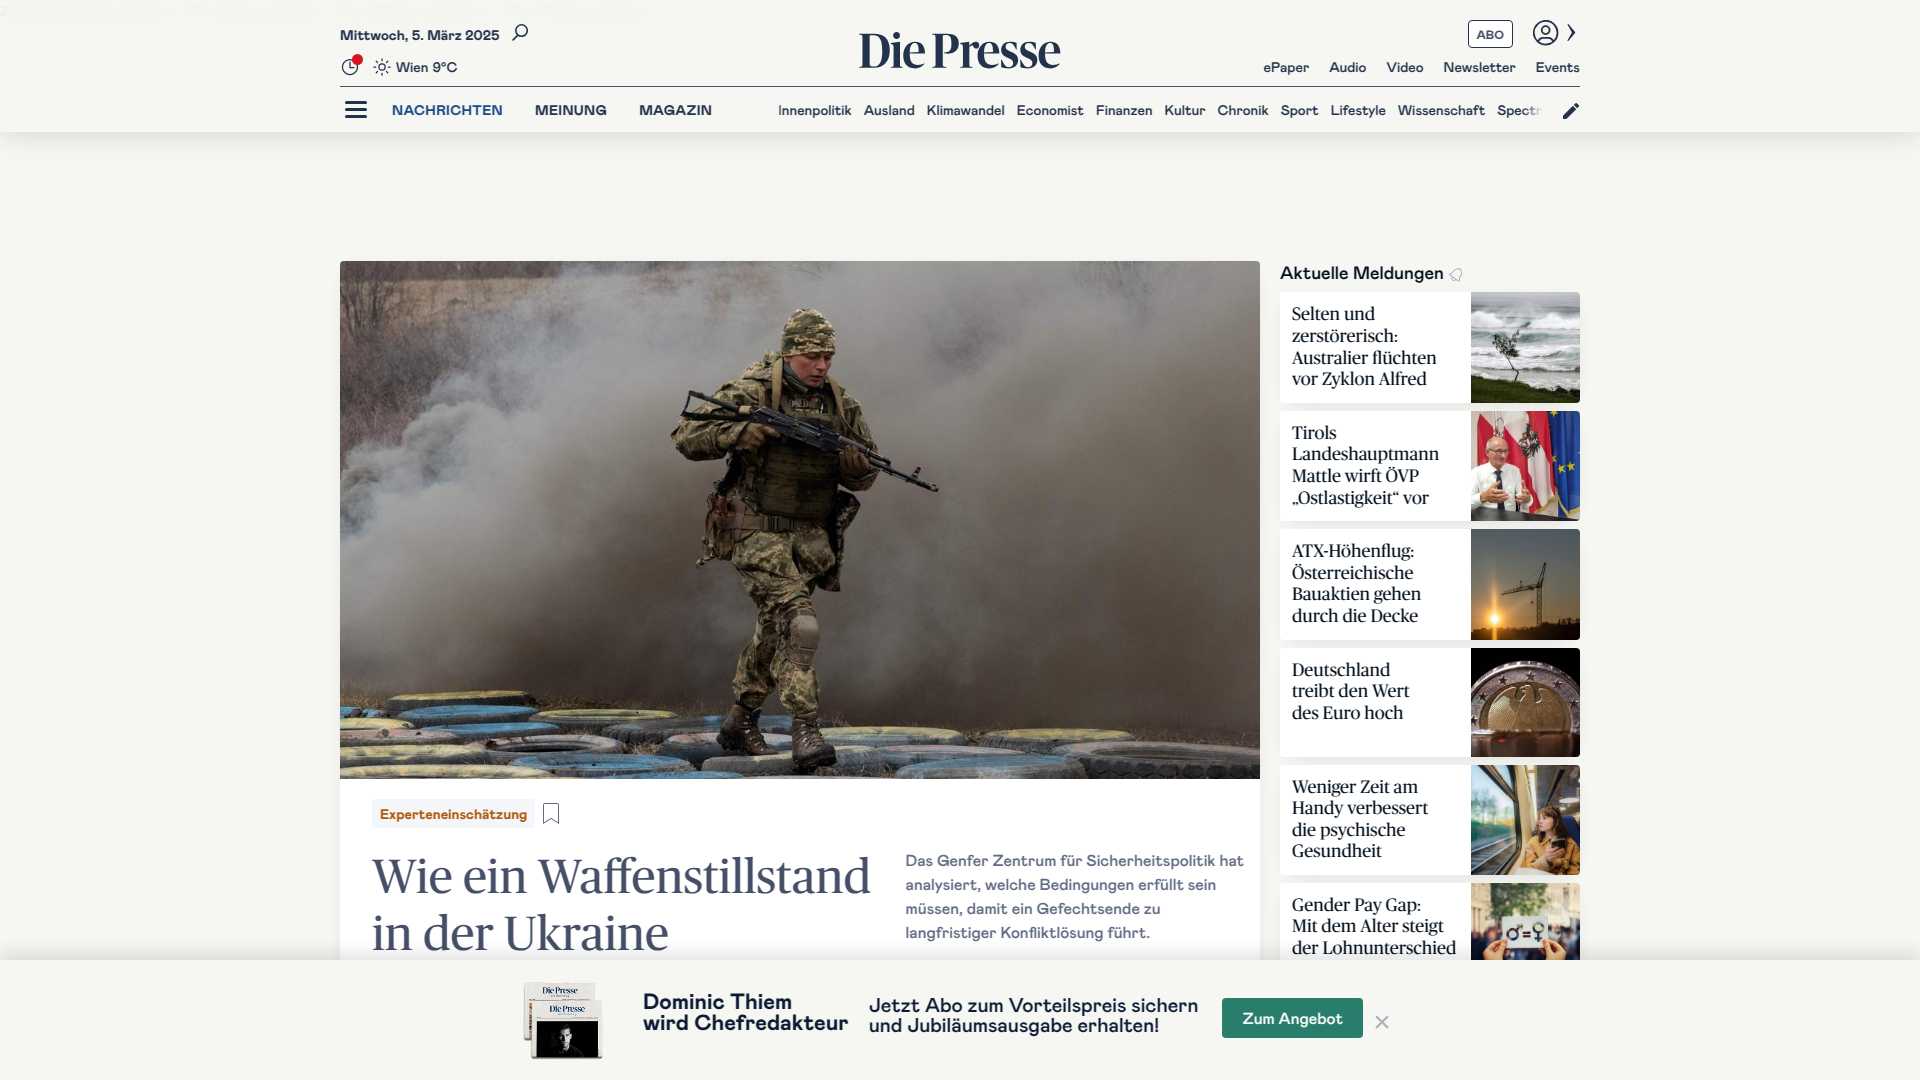 Mittwoch, 5. März 2025
Die Presse
ABO
Wien 9°C
ePaper Audio Video Newsletter Events
NACHRICHTEN MEINUNG MAGAZIN
Innenpolitik Ausland Klimawandel Economist Finanzen Kultur Chronik Sport Lifestyle Wissenschaft Spectr
Experteneinschätzung
Wie ein Waffenstillstand
in der Ukraine
Das Genfer Zentrum für Sicherheitspolitik hat
analysiert, welche Bedingungen erfüllt sein
müssen, damit ein Gefechtsende zu
langfristiger Konfliktlösung führt.
Aktuelle Meldungen
Selten und
zerstörerisch:
Australier flüchten
vor Zyklon Alfred
Tirols
Landeshauptmann
Mattle wirft ÖVP
„Ostlastigkeit“ vor
ATX-Höhenflug:
Österreichische
Bauaktien gehen
durch die Decke
Deutschland
treibt den Wert
des Euro hoch
Weniger Zeit am
Handy verbessert
die psychische
Gesundheit
Gender Pay Gap:
Mit dem Alter steigt
der Lohnunterschied
Die Presse
Die Presse
Dominic Thiem
wird Chefredakteur
Jetzt Abo zum Vorteilspreis sichern
und Jubiläumsausgabe erhalten!
Zum Angebot